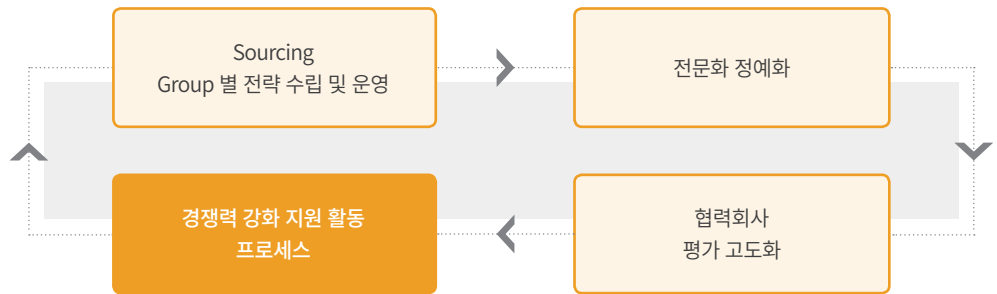 Sourcing
Group 별 전략 수립 및 운영
전문화 정예화
경쟁력 강화 지원 활동
프로세스
협력회사
평가 고도화